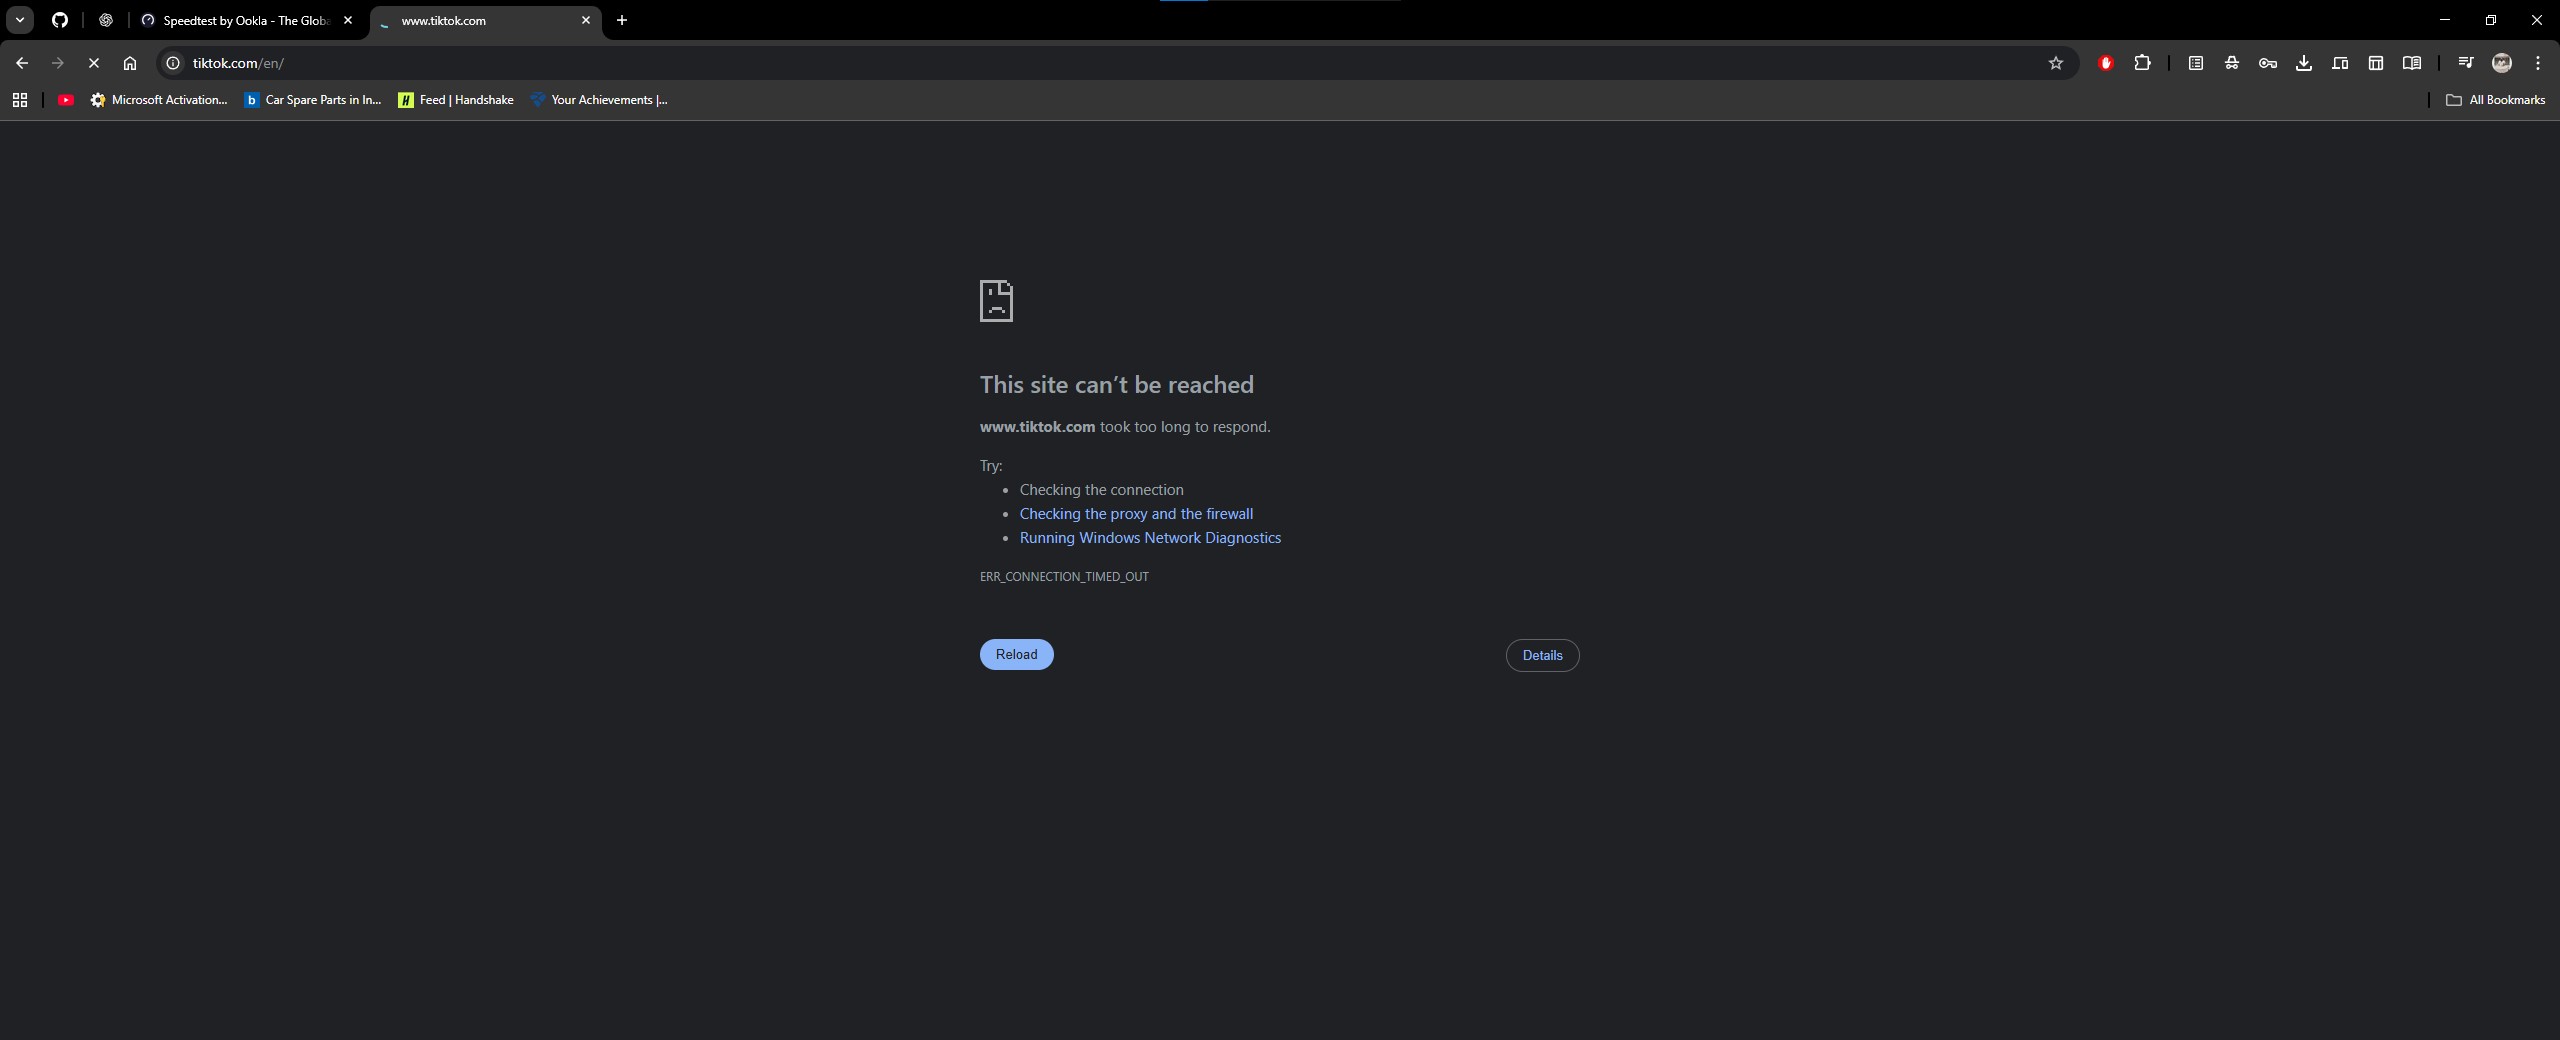 Speedtest by Ookla - The Globa
www.tiktok.com
tiktok.com/en/
Microsoft Activation...
b Car Spare Parts in In...
H Feed | Handshake
Your Achievements |...
All Bookmarks
This site can’t be reached
www.tiktok.com took too long to respond.
Try:
• Checking the connection
• Checking the proxy and the firewall
• Running Windows Network Diagnostics
ERR_CONNECTION_TIMED_OUT
Reload
Details